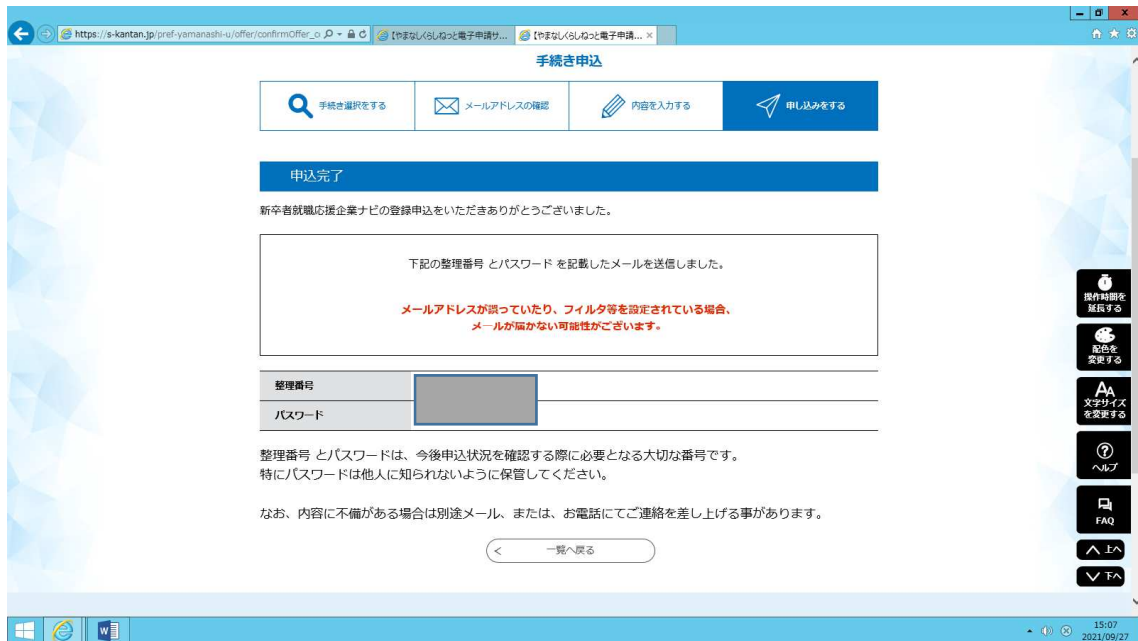 https://s-kantan.jp/pref-yamanashi-u/offer/confirmOffer_c
【やまなしくらしねっと電子申請サ...
【やまなしくらしねっと電子申請... ×
手続き申込
手続き選択をする
メールアドレスの確認
内容を入力する
申し込みをする
申込完了
新卒者就職応援企業ナビの登録申込をいただきありがとうございました。
下記の整理番号 とパスワード を記載したメールを送信しました。
メールアドレスが誤っていたり、フィルタ等を設定されている場合、
メールが届かない可能性がございます。
整理番号
パスワード
整理番号 とパスワードは、今後申込状況を確認する際に必要となる大切な番号です。
特にパスワードは他人に知られないように保管してください。
なお、内容に不備がある場合は別途メール、または、お電話にてご連絡を差し上げる事があります。
< 一覧へ戻る
操作時間を
延長する
配色を
変更する
AA
文字サイズ
を変更する
?
ヘルプ
FAQ
上へ
下へ
15:07
2021/09/27